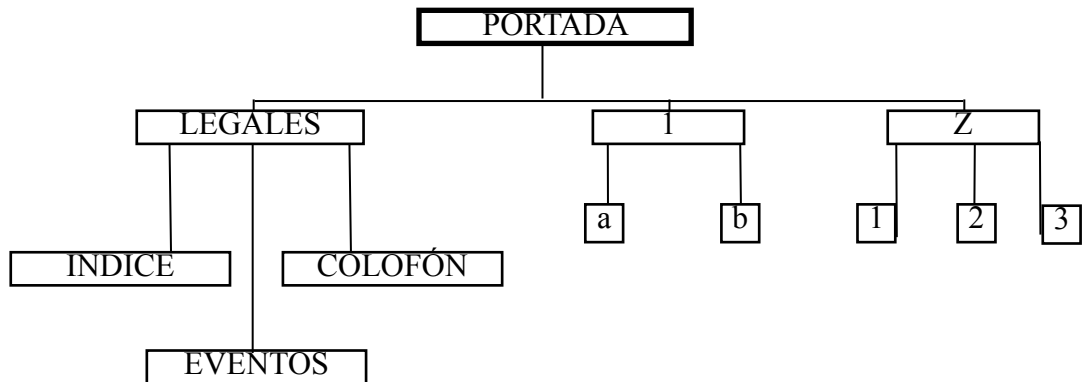 PORTADA
LEGALES 1 Z
a b 1 2 3
INDICE COLOFÓN
EVENTOS